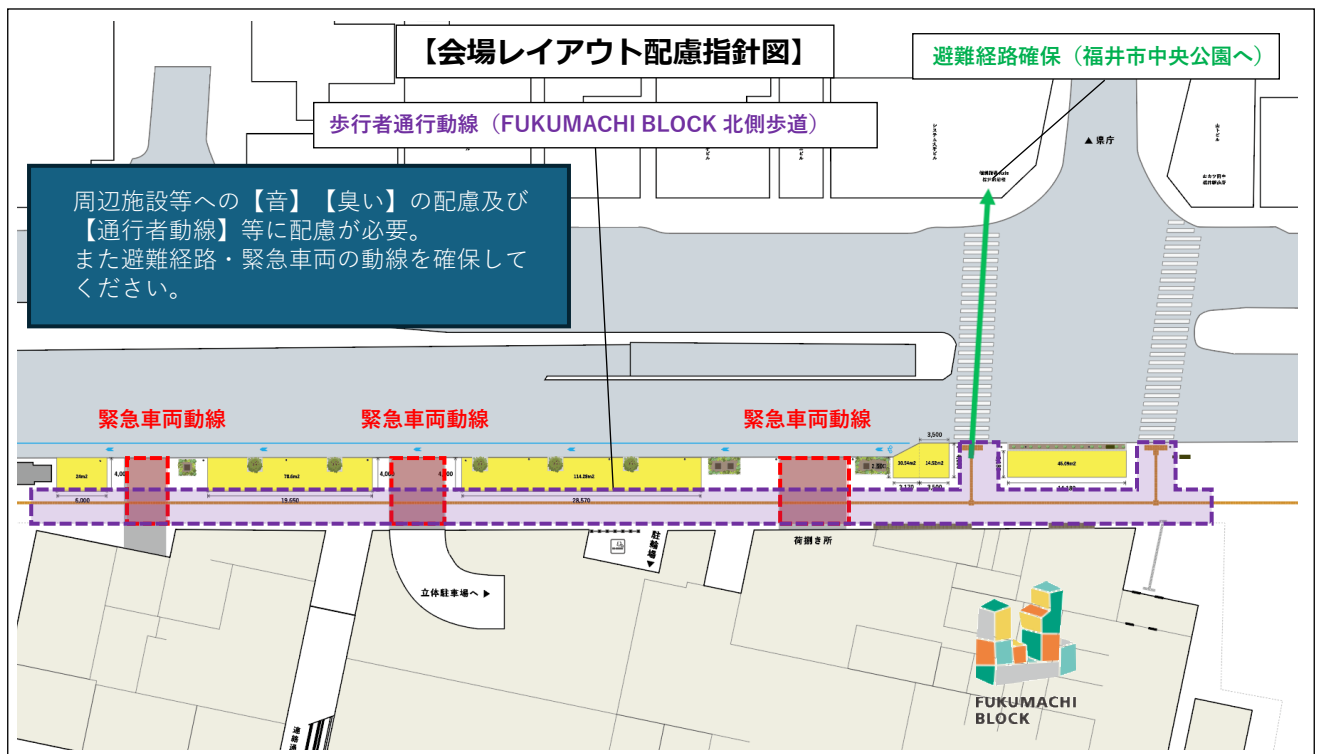 【会場レイアウト配慮指針図】
避難経路確保（福井市中央公園へ）
歩行者通行動線（FUKUMACHI BLOCK 北側歩道）
▲県庁
周辺施設等への【音】【臭い】の配慮及び
【通行者動線】等に配慮が必要。
また避難経路・緊急車両の動線を確保して
ください。
緊急車両動線
緊急車両動線
緊急車両動線
3,500
24m2
4,000
78.6m2
114.28m2
14.52m2
6,000
19,650
28,570
3,500
荷捌き所
駐輪場▼
立体駐車場へ ▶
FUKUMACHI
BLOCK